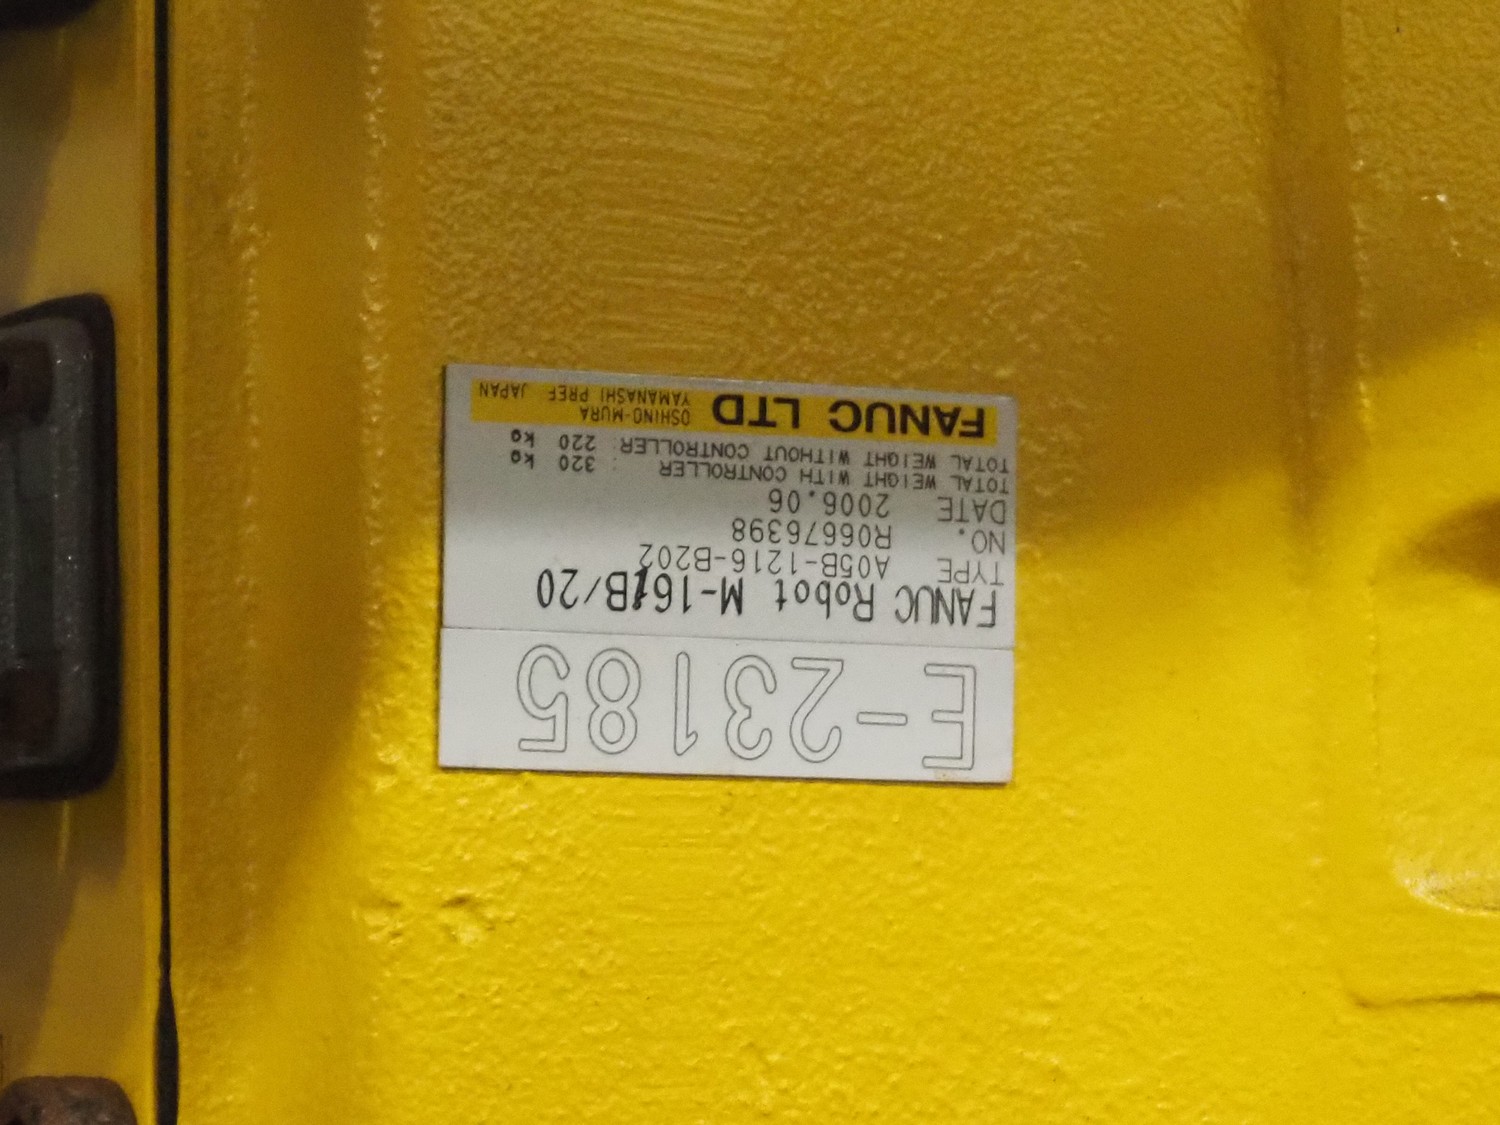 E-23185
FANUC Robot M-16iB/20
TYPE A05B-1216-B202
NO. R06676398
DATE 2006.06
TOTAL WEIGHT WITH CONTROLLER : 320 kg
TOTAL WEIGHT WITHOUT CONTROLLER : 220 kg
FANUC LTD OSHINO-MURA
YAMANASHI PREF JAPAN